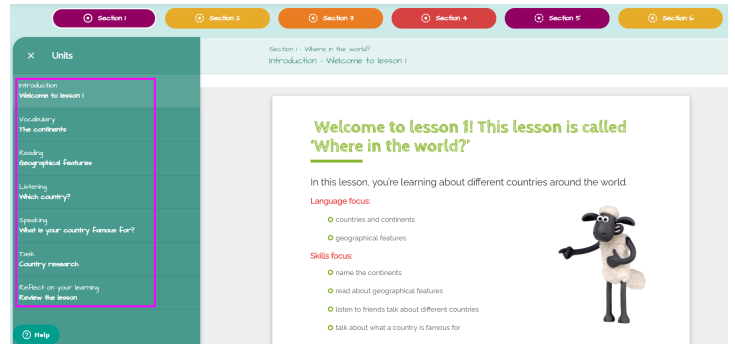 Section 1
Section 2
Section 3
Section 4
Section 5
Section 6
Units
Introduction
Welcome to lesson 1
Vocabulary
The continents
Reading
Geographical features
Listening
Which country?
Speaking
What is your country famous for?
Task
Country research
Reflect on your learning
Review the lesson
Help
Section 1 - Where in the world?
Introduction - Welcome to lesson 1
Welcome to lesson 1! This lesson is called
'Where in the world?'
In this lesson, you're learning about different countries around the world.
Language focus:
countries and continents
geographical features
Skills focus:
name the continents
read about geographical features
listen to friends talk about different countries
talk about what a country is famous for